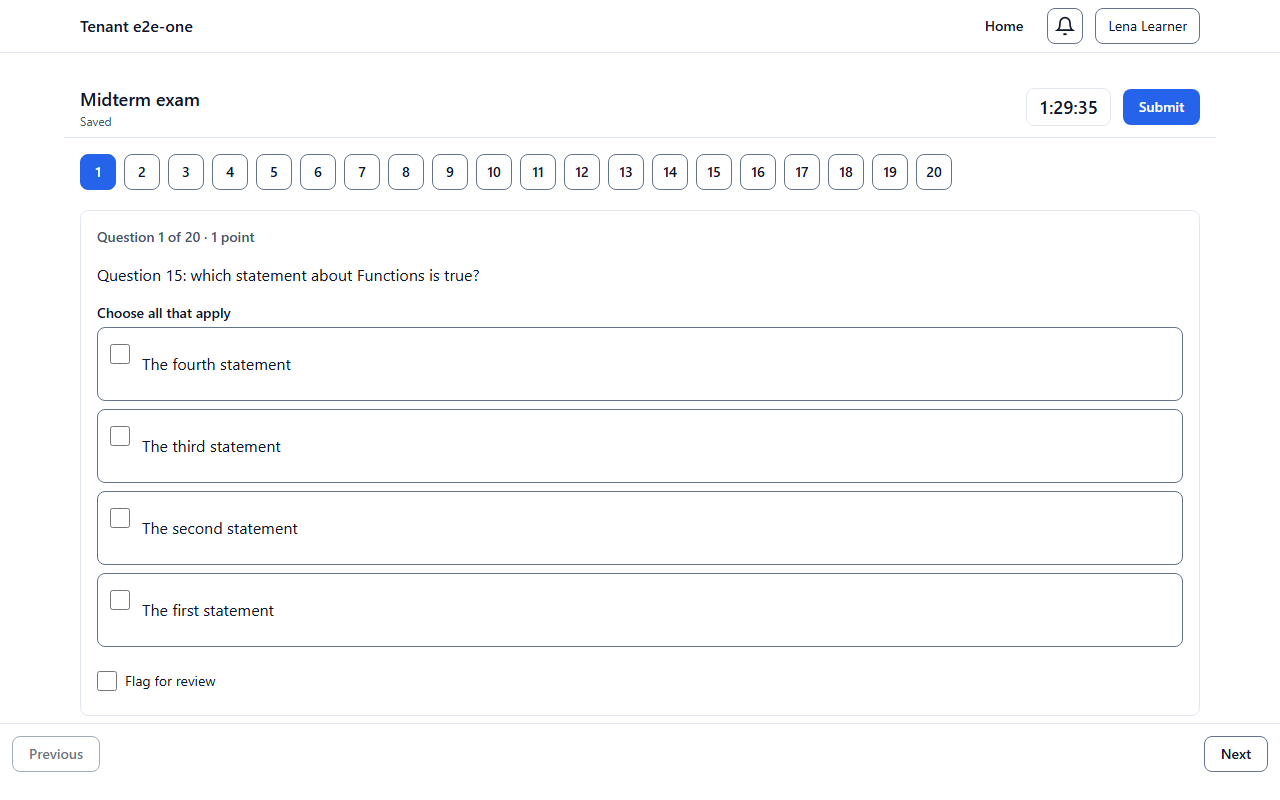 Tenant e2e-one
Home
Lena Learner
Midterm exam
Saved
1:29:35
Submit
1 2 3 4 5 6 7 8 9 10 11 12 13 14 15 16 17 18 19 20
Question 1 of 20 · 1 point
Question 15: which statement about Functions is true?
Choose all that apply
The fourth statement
The third statement
The second statement
The first statement
Flag for review
Previous
Next